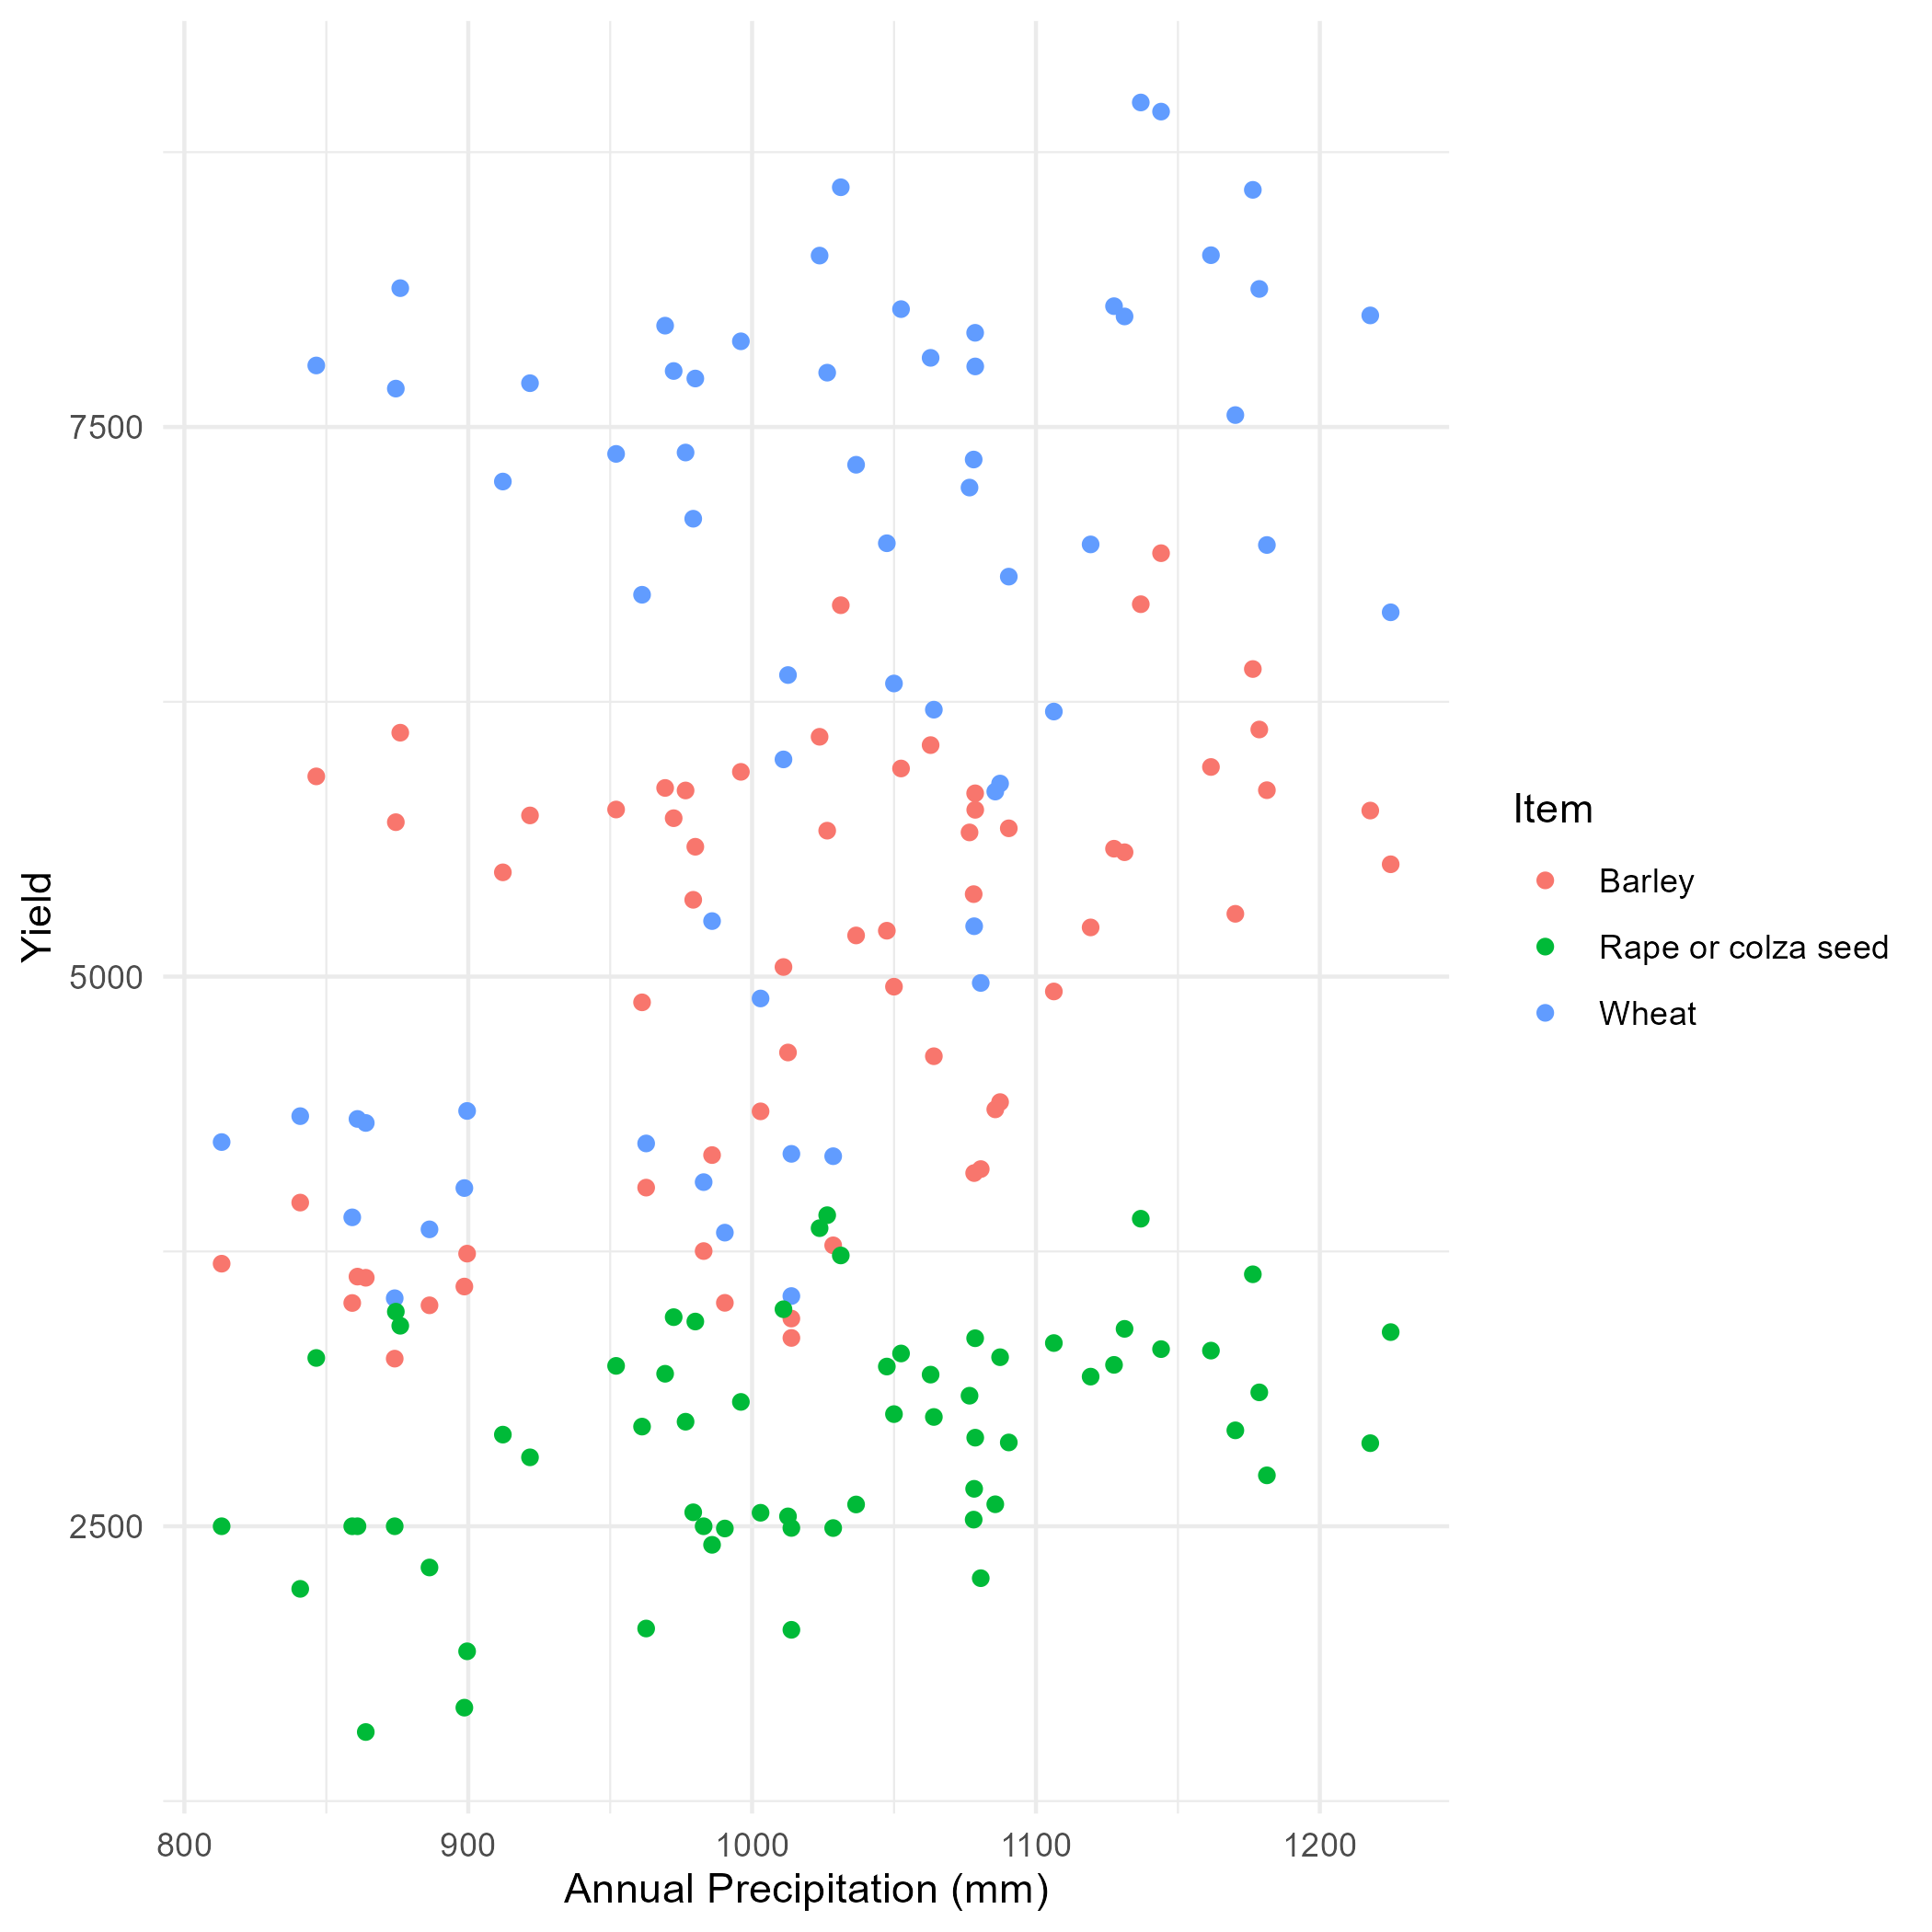 7500
5000
2500
Yield
800 900 1000 1100 1200
Annual Precipitation (mm)
Item
Barley
Rape or colza seed
Wheat